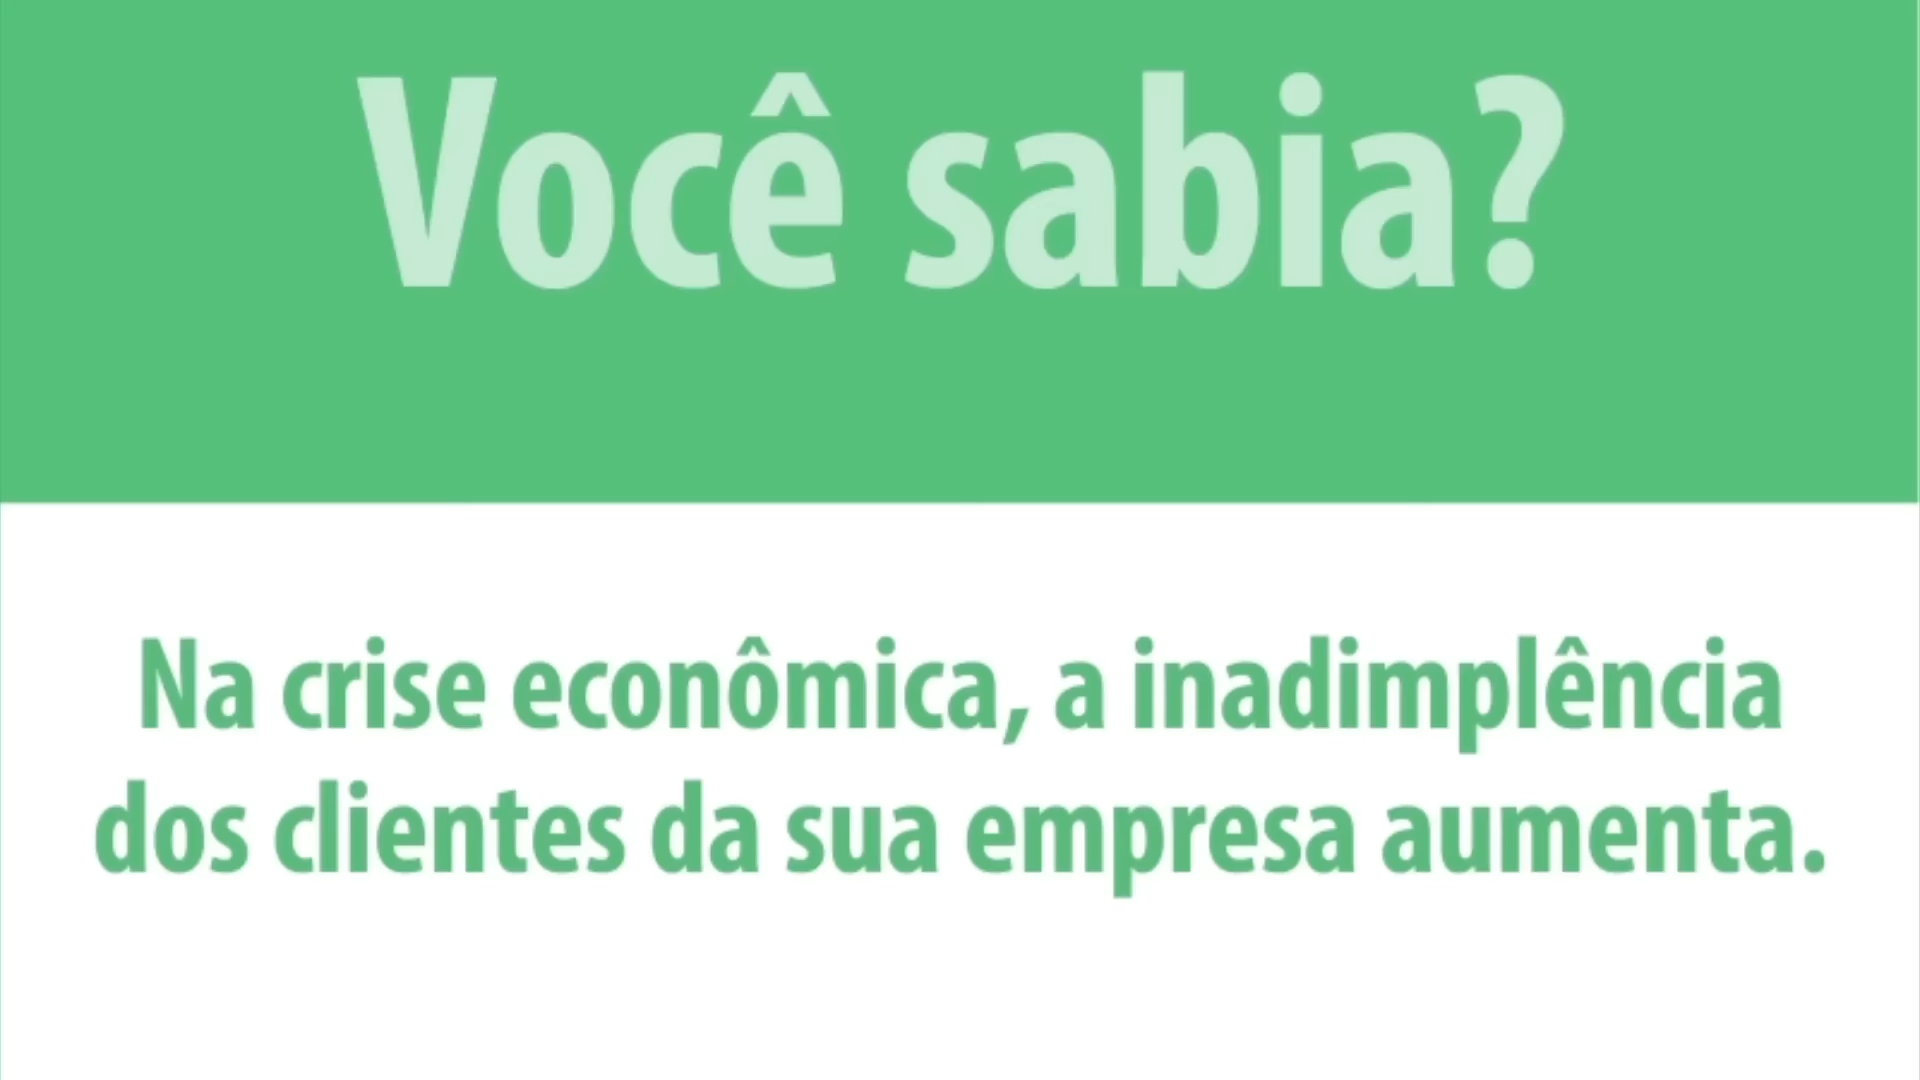 Você sabia?
Na crise econômica, a inadimplência
dos clientes da sua empresa aumenta.